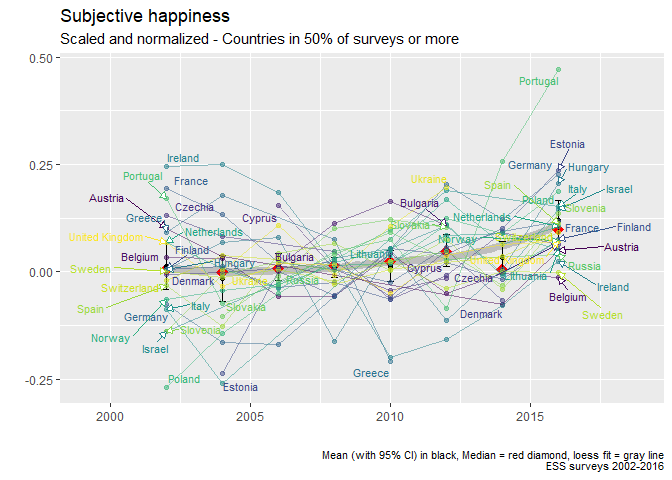 Subjective happiness
Scaled and normalized - Countries in 50% of surveys or more
0.50
Portugal
Estonia
Ireland
0.25
Germany
Hungary
Portugal
France
Ukraine
Spain
Italy
Israel
Austria
Czechia
Bulgaria
Poland
Slovenia
Greece
Cyprus
Netherlands
Netherlands
Slovakia
France
Finland
United Kingdom
Norway
Finland
Austria
Belgium
Bulgaria
Lithuania
Sweden
Hungary
Cyprus
Russia
0.00
Switzerland
Denmark
Ukraine
Russia
Czechia
Lithuania
Ireland
Spain
Italy
Slovakia
Belgium
Germany
Denmark
Sweden
Norway
Slovenia
Israel
Poland
Estonia
Greece
-0.25
2000
2005
2010
2015
Mean (with 95% CI) in black, Median = red diamond, loess fit = gray line
ESS surveys 2002-2016